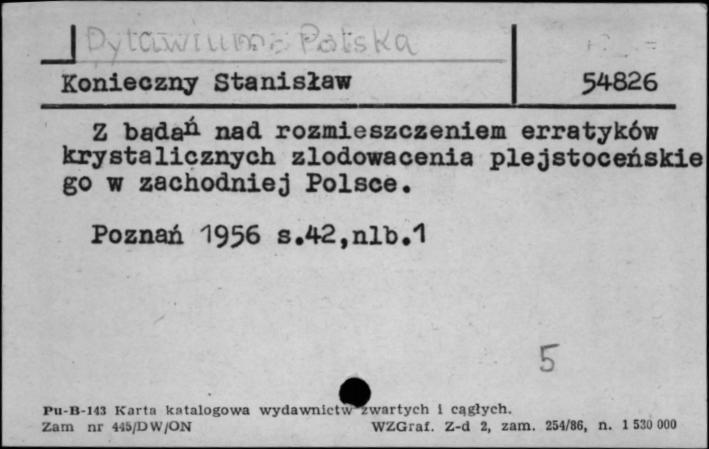 Polska
Konieczny Stanisław 54826
Z badań nad rozmieszczeniem erratyków
krystalicznych zlodowacenia plejstoceńskie
go w zachodniej Polsce.
Poznań 1956 s.42,nlb.1
5
Pu-B-143 Karta katalogowa wydawnictw zwartych i ciągłych.
Zam nr 445/DW/ON WZGraf. Z-d 2, zam. 254/86, n. 1 530 000